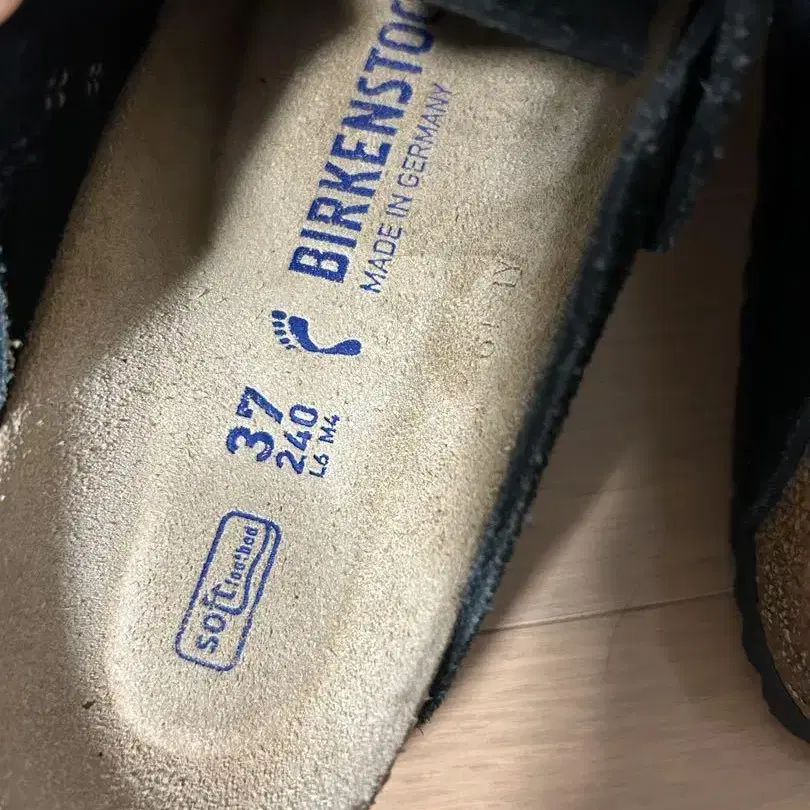 BIRKENSTOC
MADE IN GERMANY
37
240
L6 M4
soft footbed